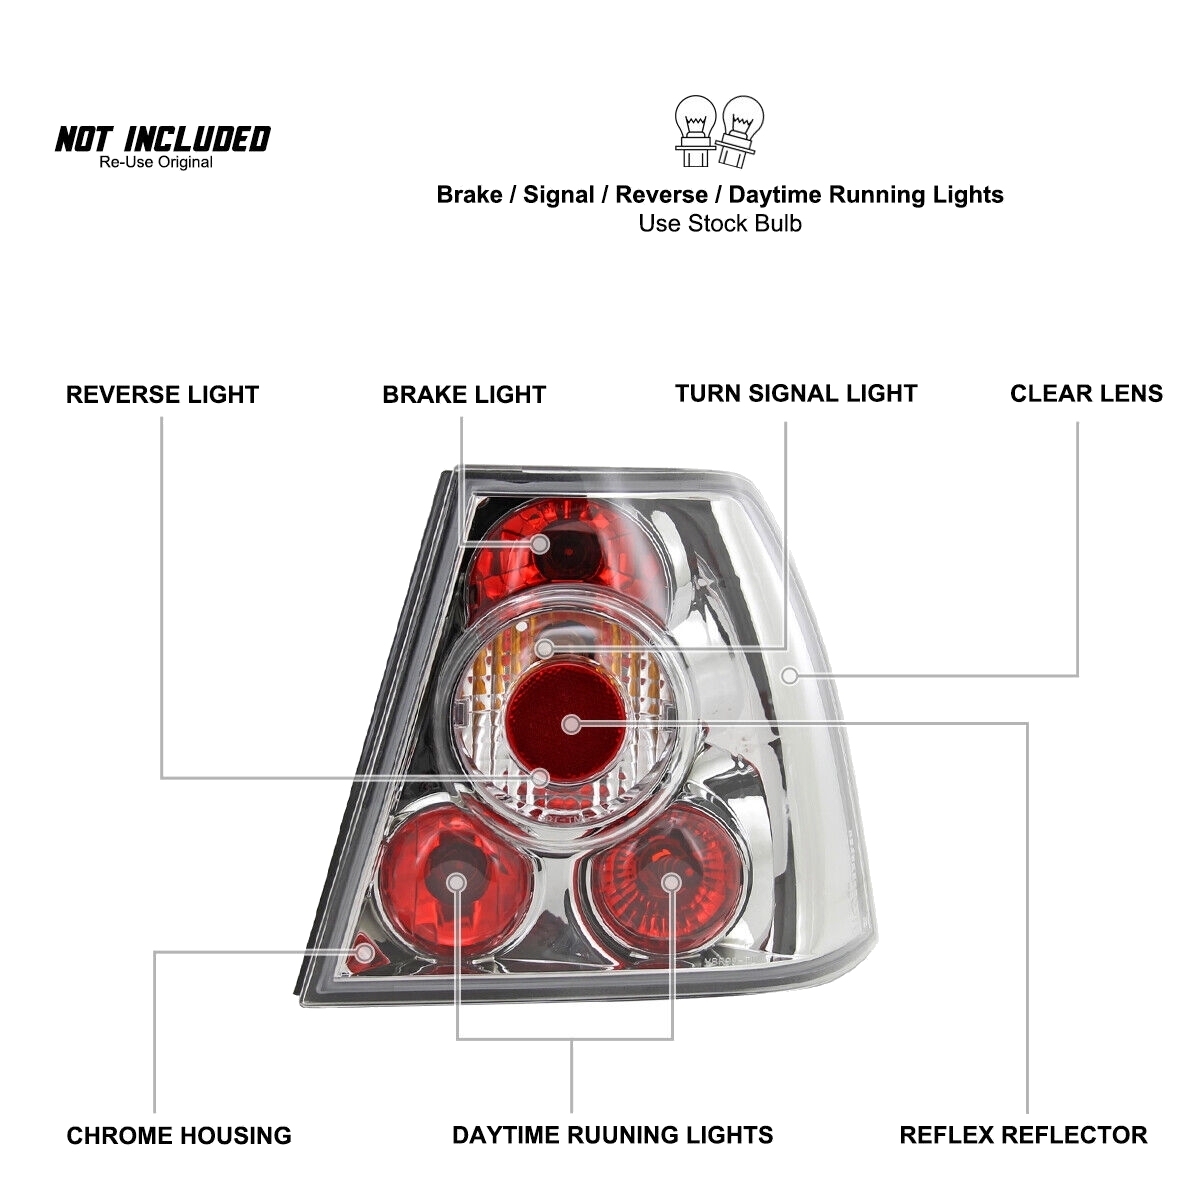 NOT INCLUDED
Re-Use Original
Brake / Signal / Reverse / Daytime Running Lights
Use Stock Bulb
REVERSE LIGHT
BRAKE LIGHT
TURN SIGNAL LIGHT
CLEAR LENS
CHROME HOUSING
DAYTIME RUUNING LIGHTS
REFLEX REFLECTOR